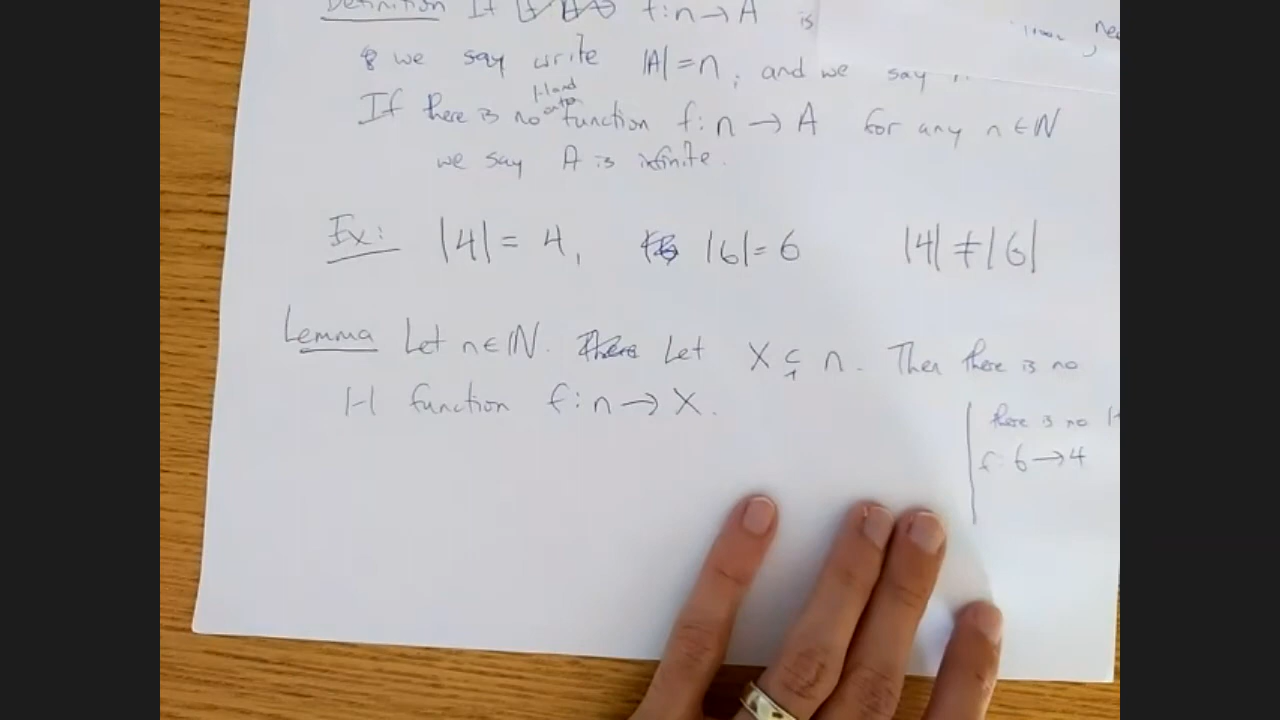 Definition If f: n → A is
we say write |A| = n, and we say
If there is no 1-1 and onto function f: n → A for any n ∈ ℕ
we say A is infinite.
Ex: |4| = 4, |6| = 6 |4| ≠ |6|
Lemma Let n ∈ ℕ. There Let X ⊊ n. Then there is no
1-1 function f: n → X.
there is no
f: 6 → 4